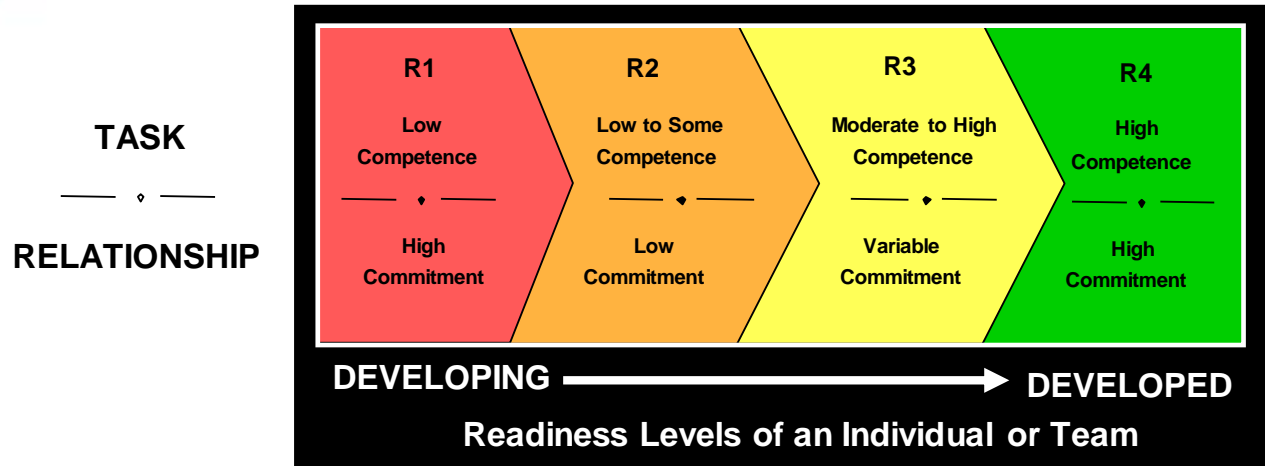 TASK
RELATIONSHIP
R1
Low
Competence
High
Commitment
R2
Low to Some
Competence
Low
Commitment
R3
Moderate to High
Competence
Variable
Commitment
R4
High
Competence
High
Commitment
DEVELOPING
DEVELOPED
Readiness Levels of an Individual or Team